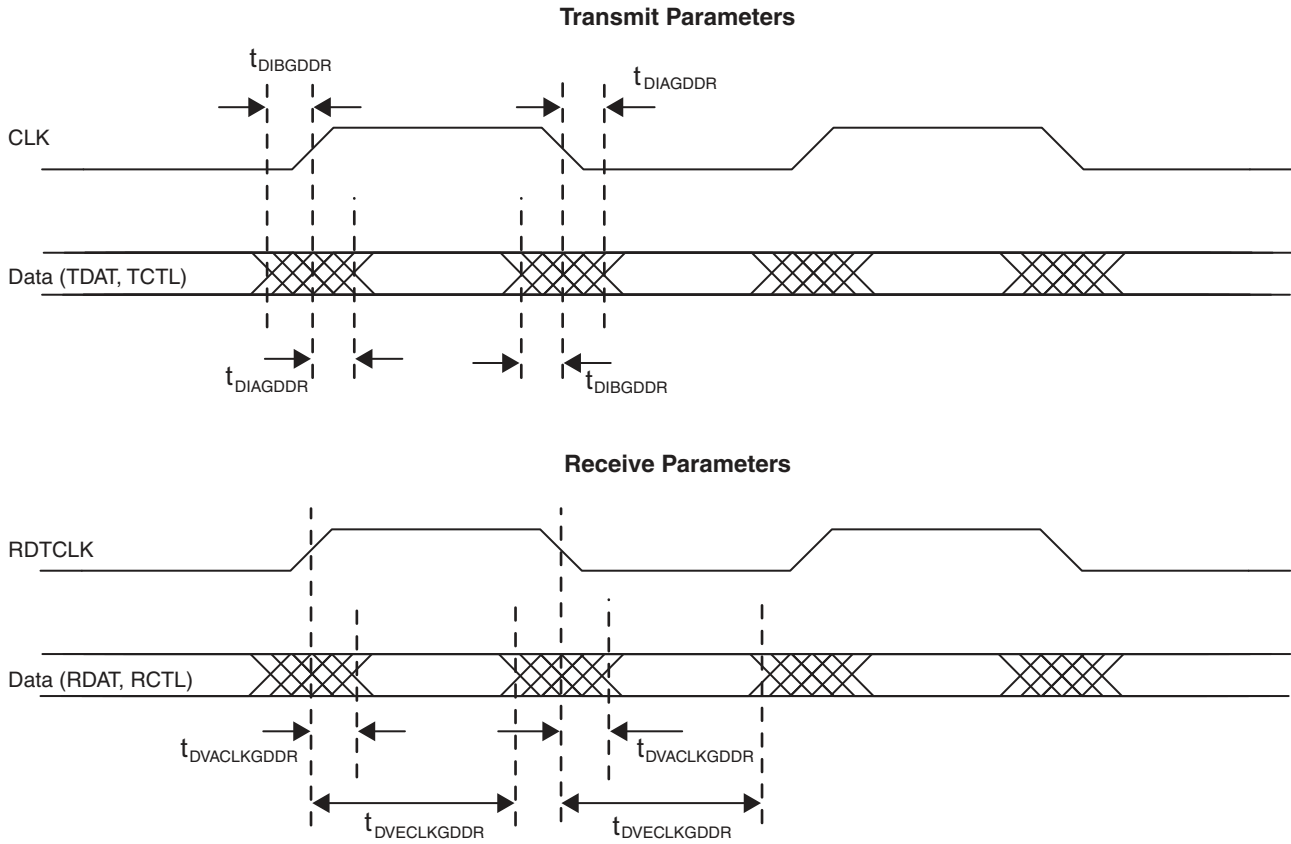 Transmit Parameters
tDIBGDDR
tDIAGDDR
CLK
Data (TDAT, TCTL)
tDIAGDDR
tDIBGDDR
Receive Parameters
RDTCLK
Data (RDAT, RCTL)
tDVACLKGDDR
tDVACLKGDDR
tDVECLKGDDR
tDVECLKGDDR